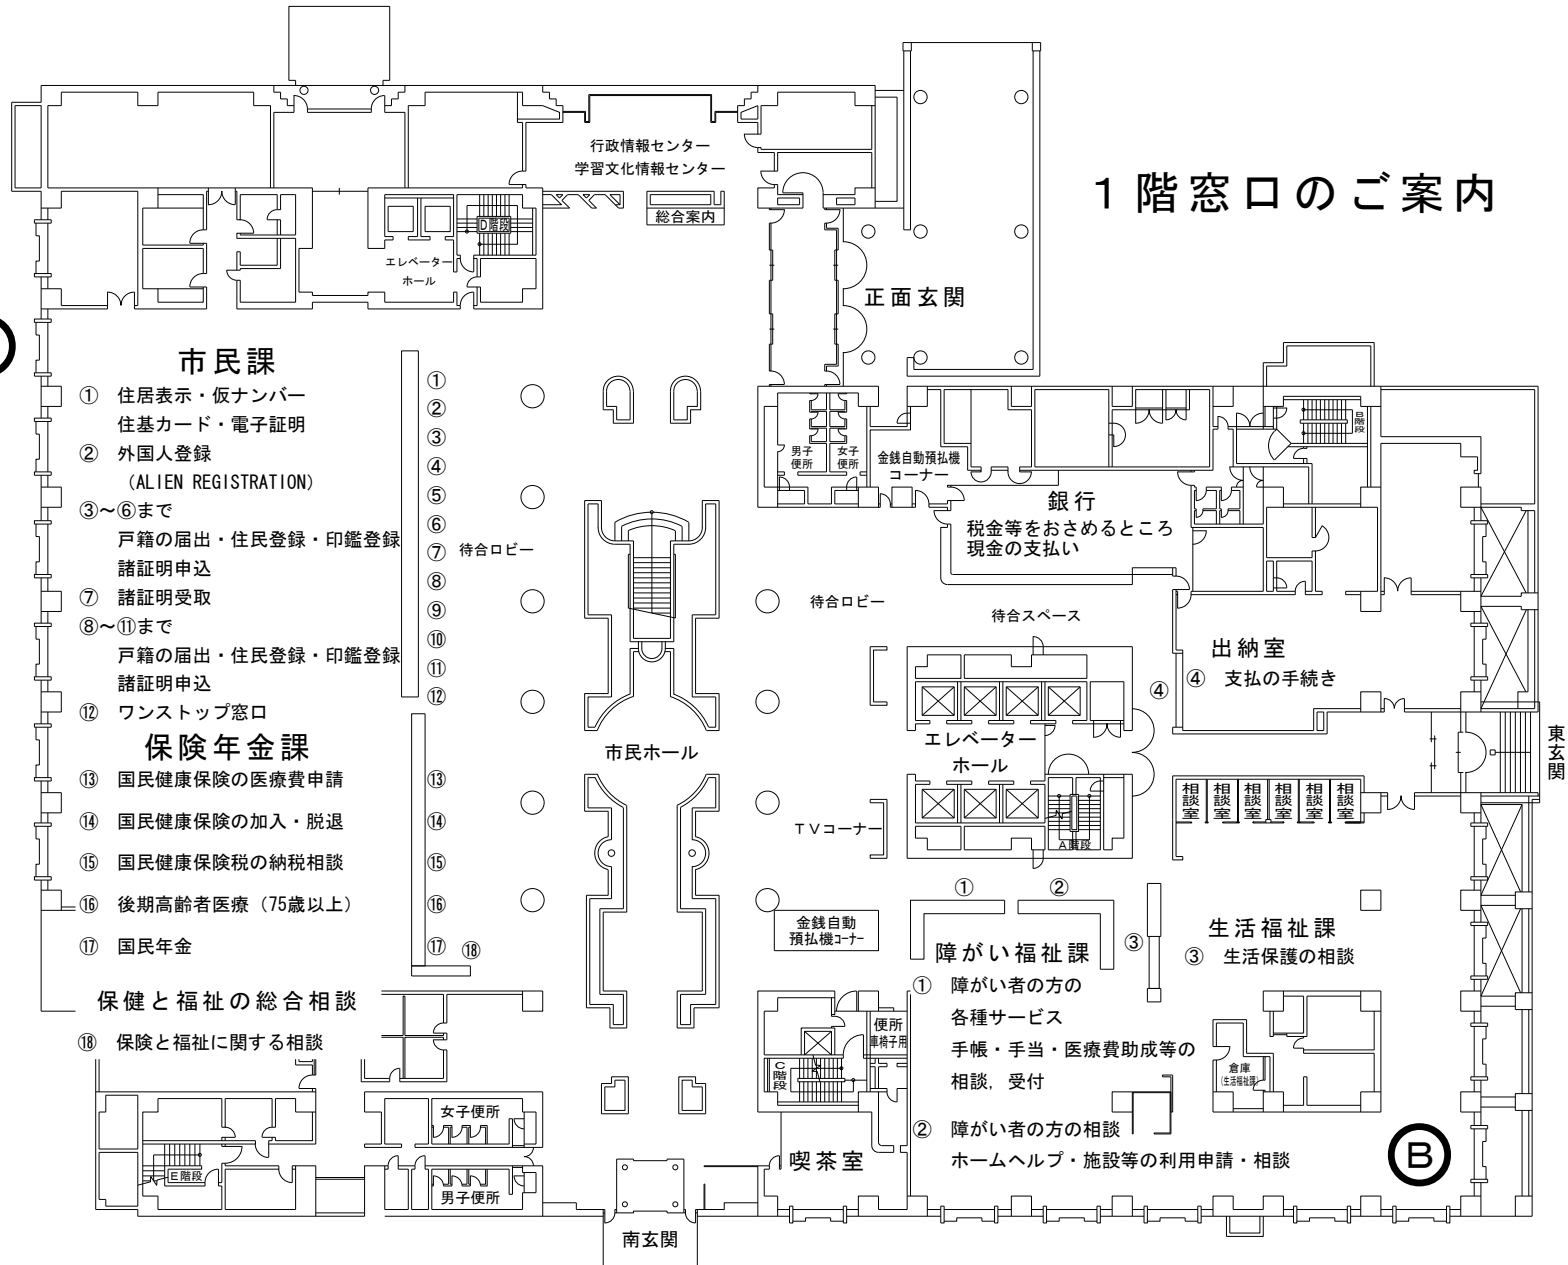 1階窓口のご案内
行政情報センター
学習文化情報センター
総合案内
D階段
エレベーター
ホール
正面玄関
市民課
① 住居表示・仮ナンバー
住基カード・電子証明
② 外国人登録
(ALIEN REGISTRATION)
③~⑥まで
戸籍の届出・住民登録・印鑑登録
諸証明申込
⑦ 諸証明受取
⑧~⑪まで
戸籍の届出・住民登録・印鑑登録
諸証明申込
⑫ ワンストップ窓口
保険年金課
⑬ 国民健康保険の医療費申請
⑭ 国民健康保険の加入・脱退
⑮ 国民健康保険税の納税相談
⑯ 後期高齢者医療(75歳以上)
⑰ 国民年金
保健と福祉の総合相談
⑱ 保険と福祉に関する相談
①
②
③
④
⑤
⑥
⑦
⑧
⑨
⑩
⑪
⑫
⑬
⑭
⑮
⑯
⑰
⑱
待合ロビー
市民ホール
男子
便所
女子
便所
金銭自動預払機
コーナー
銀行
税金等をおさめるところ
現金の支払い
B階段
待合ロビー
待合スペース
出納室
④
④ 支払の手続き
エレベーター
ホール
東玄関
相談室
相談室
相談室
相談室
相談室
相談室
TVコーナー
A階段
金銭自動
預払機コーナー
①
②
③
障がい福祉課
① 障がい者の方の
各種サービス
手帳・手当・医療費助成等の
相談,受付
② 障がい者の方の相談
ホームヘルプ・施設等の利用申請・相談
生活福祉課
③ 生活保護の相談
倉庫
(生活福祉課)
便所
車椅子用
C階段
喫茶室
女子便所
男子便所
E階段
南玄関
B